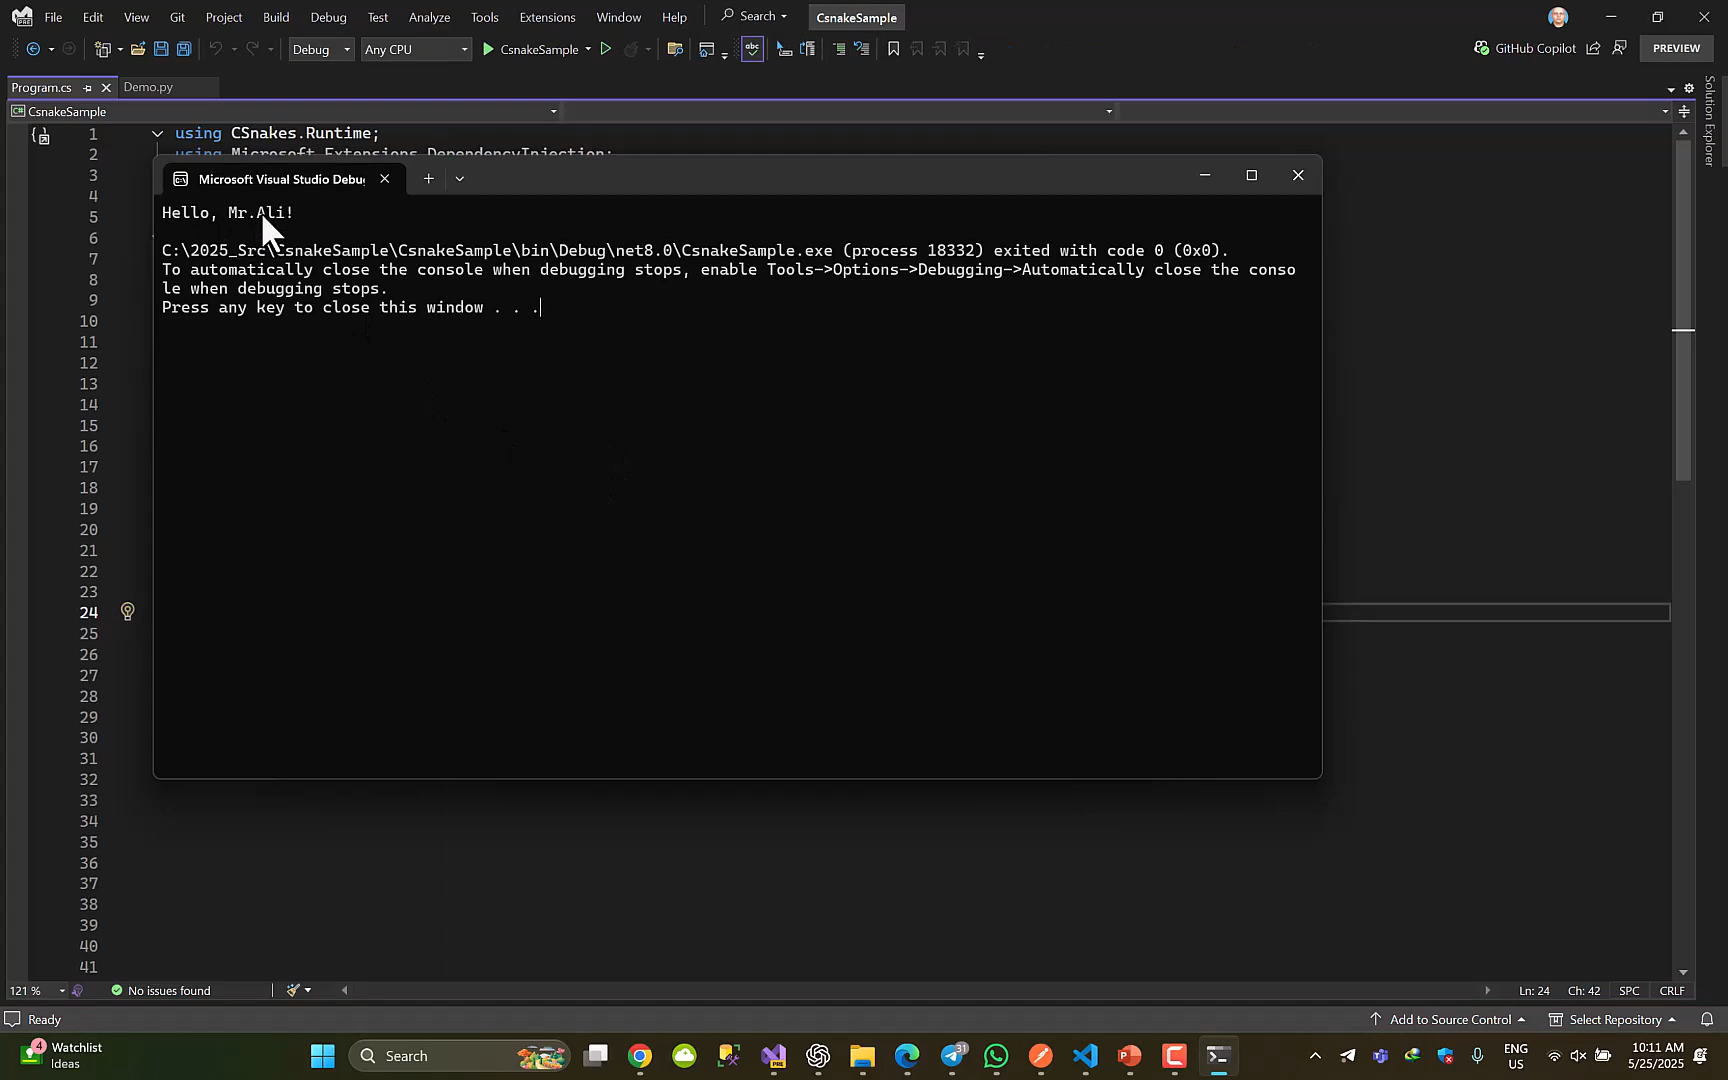 File Edit View Git Project Build Debug Test Analyze Tools Extensions Window Help Search CsnakeSample
Debug Any CPU CsnakeSample GitHub Copilot PREVIEW
Program.cs Demo.py
C# CsnakeSample
Solution Explorer
1 using CSnakes.Runtime;
2 using Microsoft.Extensions.DependencyInjection;
3
4
5
6
7
8
9
10
11
12
13
14
15
16
17
18
19
20
21
22
23
24
25
26
27
28
29
30
31
32
33
34
35
36
37
38
39
40
41
Microsoft Visual Studio Debu
Hello, Mr.Ali!
C:\2025_Src\CsnakeSample\CsnakeSample\bin\Debug\net8.0\CsnakeSample.exe (process 18332) exited with code 0 (0x0).
To automatically close the console when debugging stops, enable Tools->Options->Debugging->Automatically close the conso
le when debugging stops.
Press any key to close this window . . .
121 % No issues found Ln: 24 Ch: 42 SPC CRLF
Ready Add to Source Control Select Repository
4 Watchlist
Ideas
Search
31
ENG
US
10:11 AM
5/25/2025